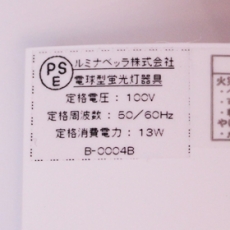 PS
E
ルミナベッラ株式会社
電球型蛍光灯器具
定格電圧： 100V
定格周波数： 50/60Hz
定格消費電力： 13W
B-0004B